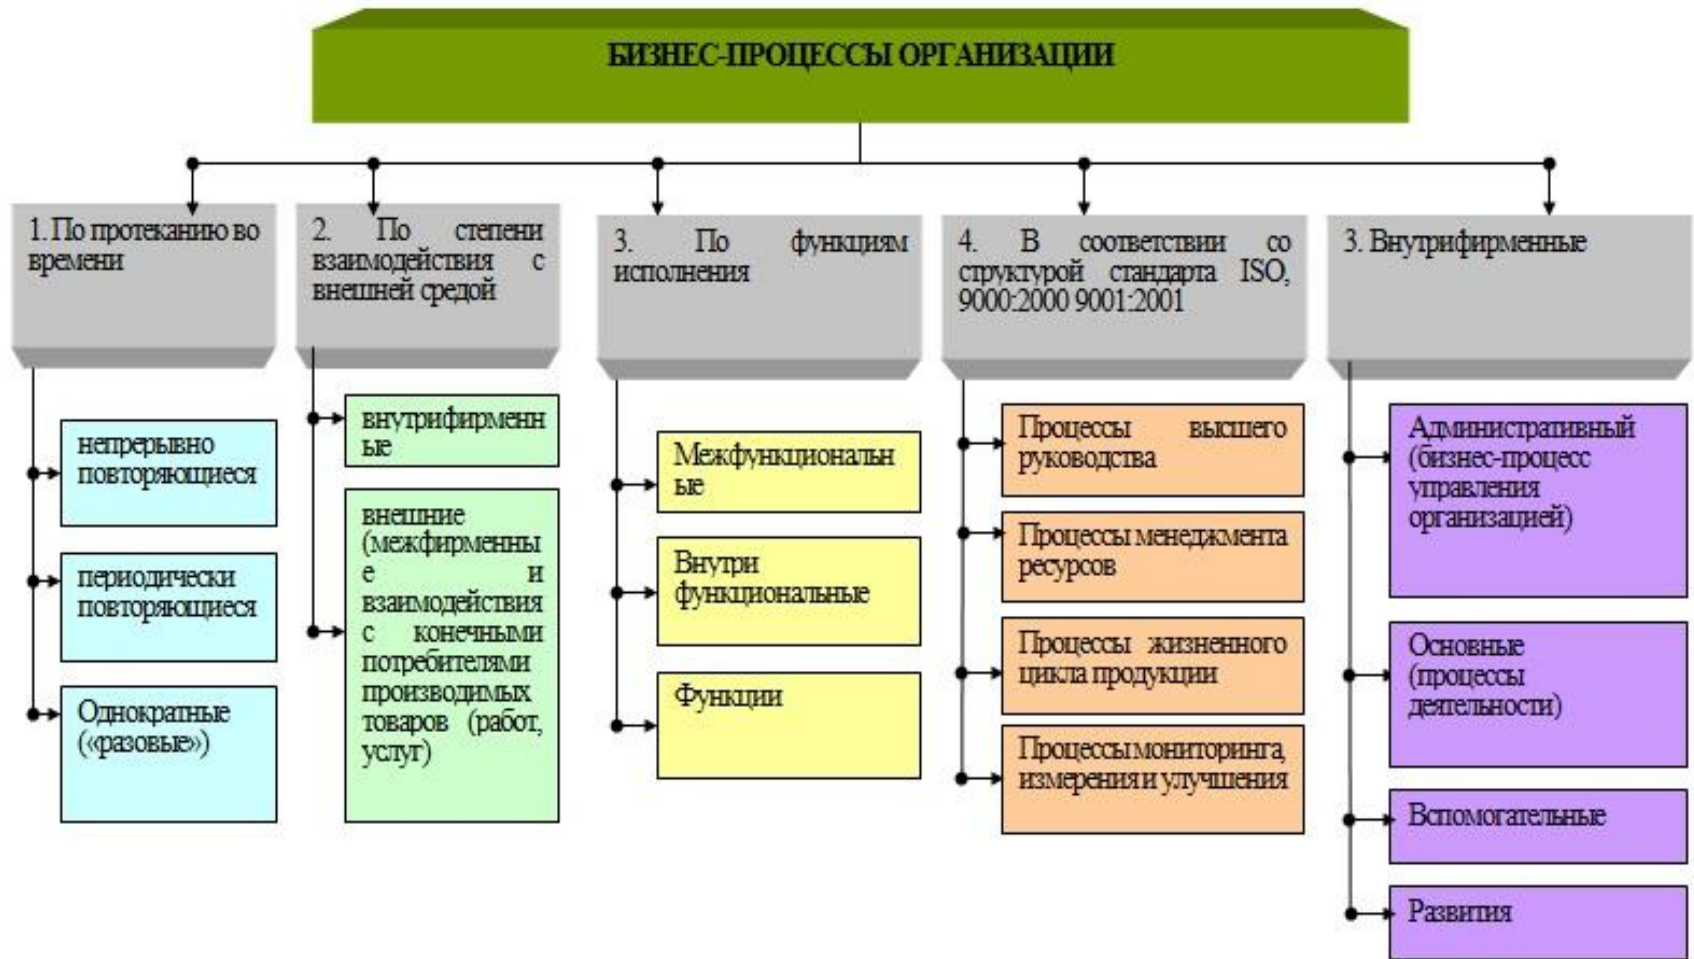 БИЗНЕС-ПРОЦЕССЫ ОРГАНИЗАЦИИ
1. По протеканию во
времени
непрерывно
повторяющиеся
периодически
повторяющиеся
Однократные
(«разовые»)
2. По степени
взаимодействия с
внешней средой
внутрифирменн
ые
внешние
(межфирменны
е и
взаимодействия
с конечными
потребителями
производимых
товаров (работ,
услуг)
3. По функциям
исполнения
Межфункциональн
ые
Внутри
функциональные
Функции
4. В соответствии со
структурой стандарта ISO,
9000:2000 9001:2001
Процессы высшего
руководства
Процессы менеджмента
ресурсов
Процессы жизненного
цикла продукции
Процессы мониторинга,
измерения и улучшения
3. Внутрифирменные
Административный
(бизнес-процесс
управления
организацией)
Основные
(процессы
деятельности)
Вспомогательные
Развития